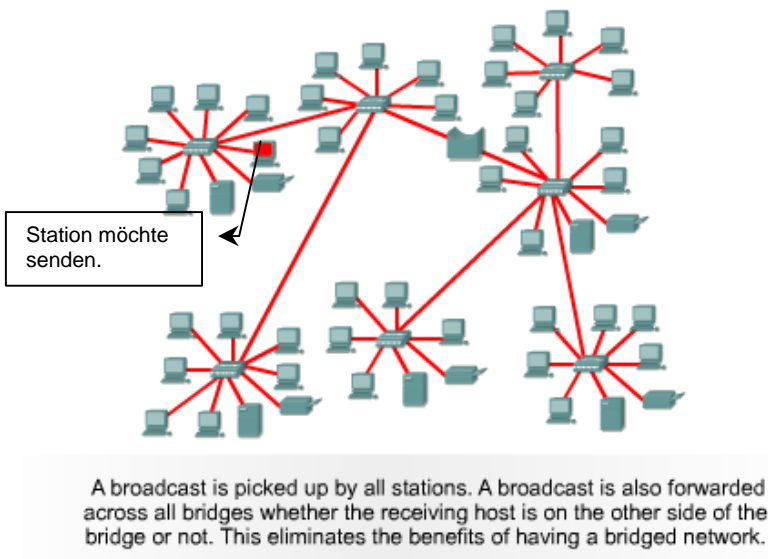 Station möchte
senden.
A broadcast is picked up by all stations. A broadcast is also forwarded
across all bridges whether the receiving host is on the other side of the
bridge or not. This eliminates the benefits of having a bridged network.